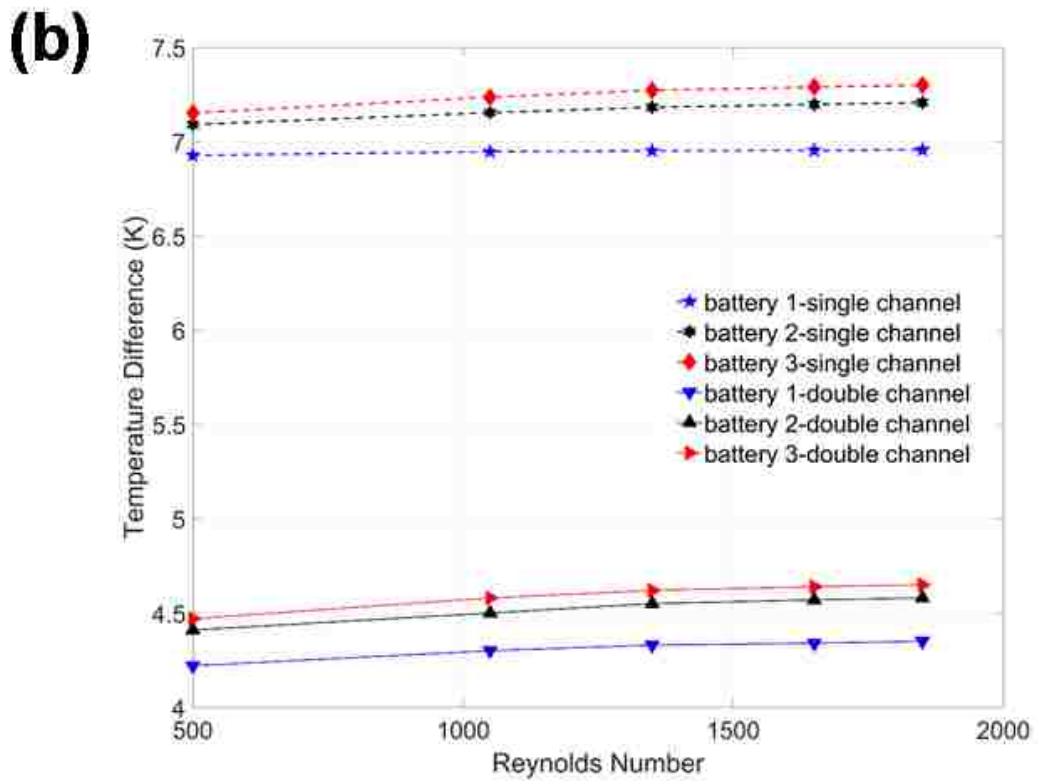 (b)
7.5
7
6.5
6
5.5
5
4.5
4
Temperature Difference (K)
battery 1-single channel
battery 2-single channel
battery 3-single channel
battery 1-double channel
battery 2-double channel
battery 3-double channel
500 1000 1500 2000
Reynolds Number